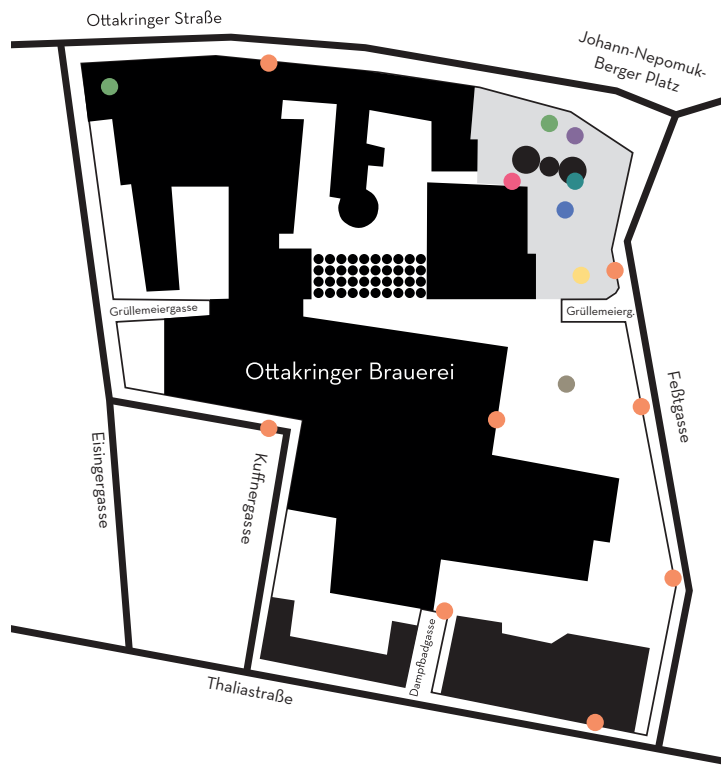 Ottakringer Straße
Johann-Nepomuk-
Berger Platz
Grüllemeiergasse
Grüllemeierg.
Ottakringer Brauerei
Feßtgasse
Eisingergasse
Kuffnergasse
Dampfbadgasse
Thaliastraße